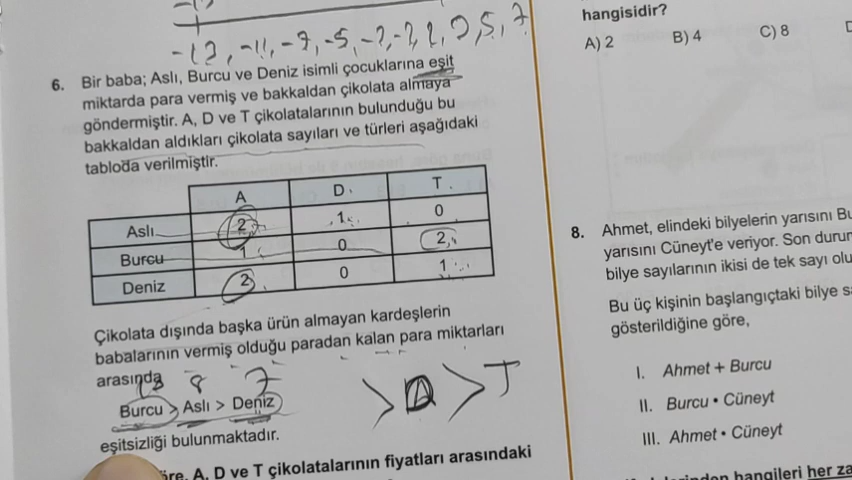 -13, -11, -7, -5, -2, -2, 2, 3, 5, 7
6. Bir baba; Aslı, Burcu ve Deniz isimli çocuklarına eşit
miktarda para vermiş ve bakkaldan çikolata almaya
göndermiştir. A, D ve T çikolatalarının bulunduğu bu
bakkaldan aldıkları çikolata sayıları ve türleri aşağıdaki
tabloda verilmiştir.
A D T
Aslı 2 1 0
Burcu 1 0 2
Deniz 2 0 1
Çikolata dışında başka ürün almayan kardeşlerin
babalarının vermiş olduğu paradan kalan para miktarları
arasında
8 7
Burcu > Aslı > Deniz
> > T
eşitsizliği bulunmaktadır.
A, D ve T çikolatalarının fiyatları arasındaki
hangisidir?
A) 2 B) 4 C) 8
8. Ahmet, elindeki bilyelerin yarısını
yarısını Cüneyt'e veriyor. Son
bilye sayılarının ikisi de tek sayı
Bu üç kişinin başlangıçtaki bilye
gösterildiğine göre,
I. Ahmet + Burcu
II. Burcu • Cüneyt
III. Ahmet • Cüneyt
hangileri her